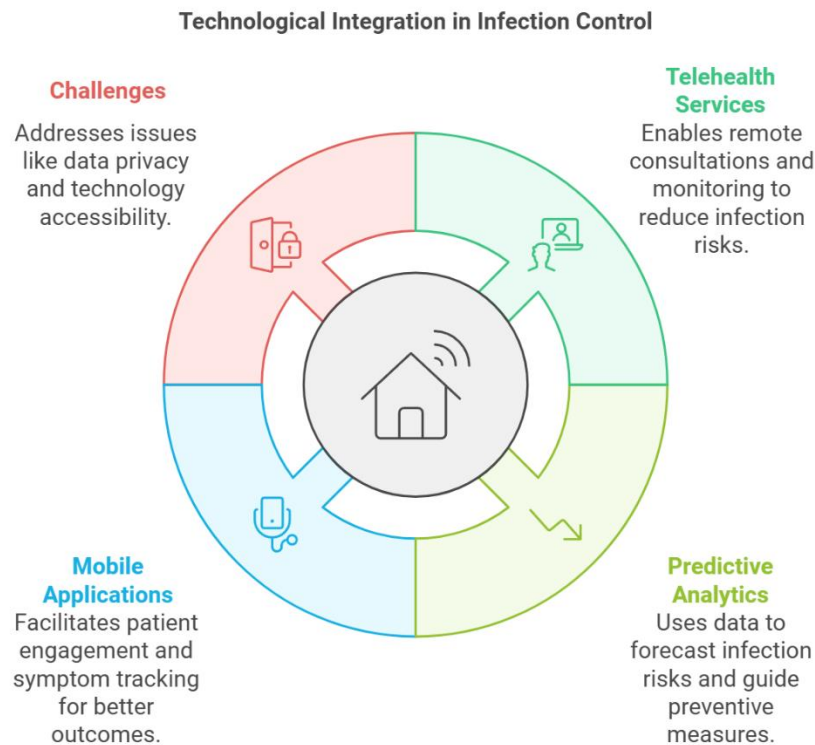 Technological Integration in Infection Control
Challenges
Addresses issues
like data privacy
and technology
accessibility.
Telehealth
Services
Enables remote
consultations and
monitoring to
reduce infection
risks.
Mobile
Applications
Facilitates patient
engagement and
symptom tracking
for better
outcomes.
Predictive
Analytics
Uses data to
forecast infection
risks and guide
preventive
measures.